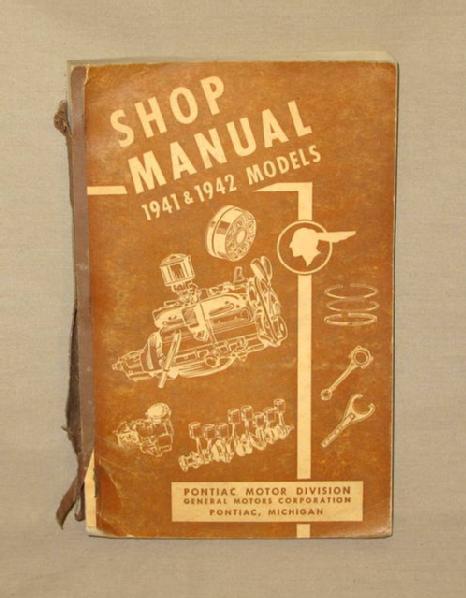 SHOP
MANUAL
1941 & 1942 MODELS
PONTIAC MOTOR DIVISION
GENERAL MOTORS CORPORATION
PONTIAC, MICHIGAN